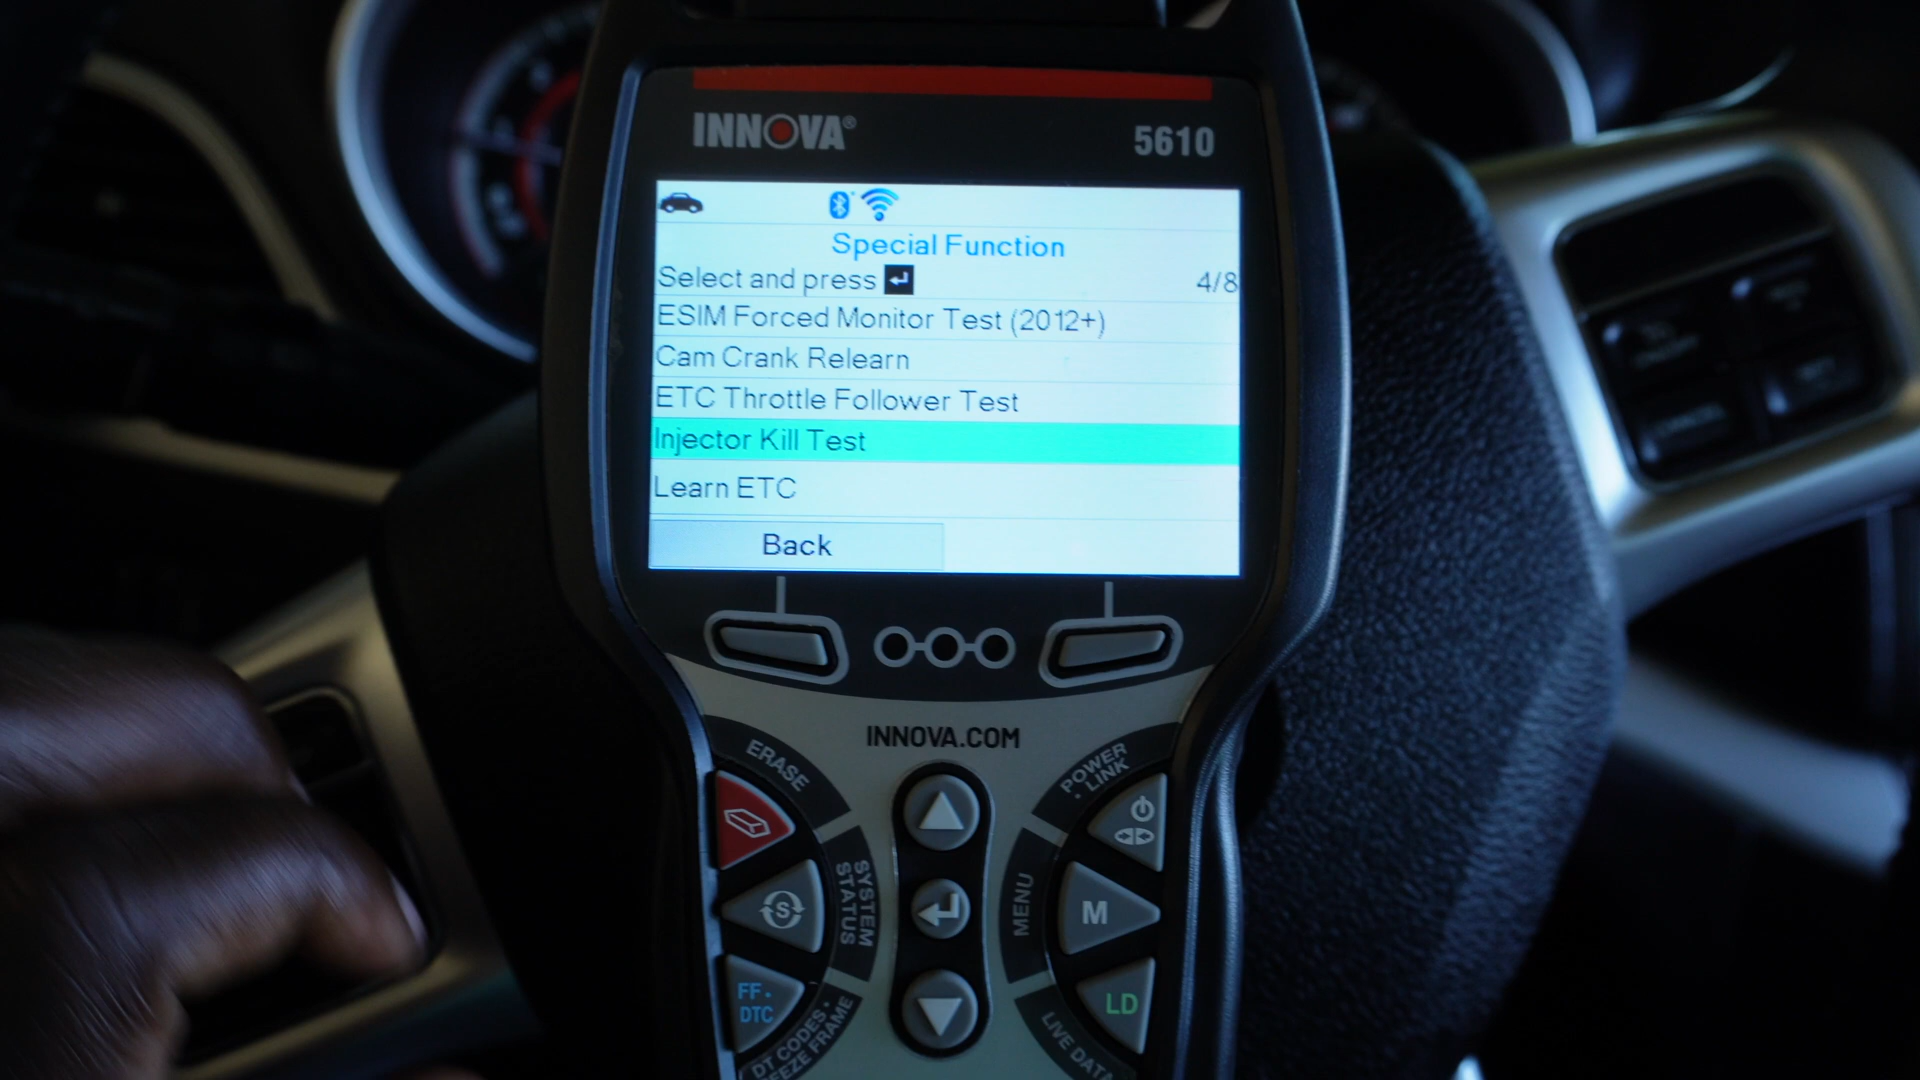 INNOVA®
5610
Special Function
Select and press
4/8
ESIM Forced Monitor Test (2012+)
Cam Crank Relearn
ETC Throttle Follower Test
Injector Kill Test
Learn ETC
Back
INNOVA.COM
ERASE
POWER
• LINK
S
SYSTEM
STATUS
MENU
M
FF•
DTC
LD
CODES•
FRAME
LIVE DATA